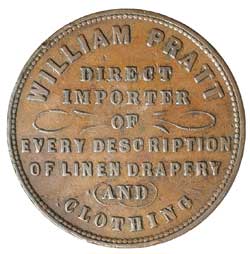 WILLIAM PRATT
DIRECT
IMPORTER
OF
EVERY DESCRIPTION
OF LINEN DRAPERY
AND
CLOTHING